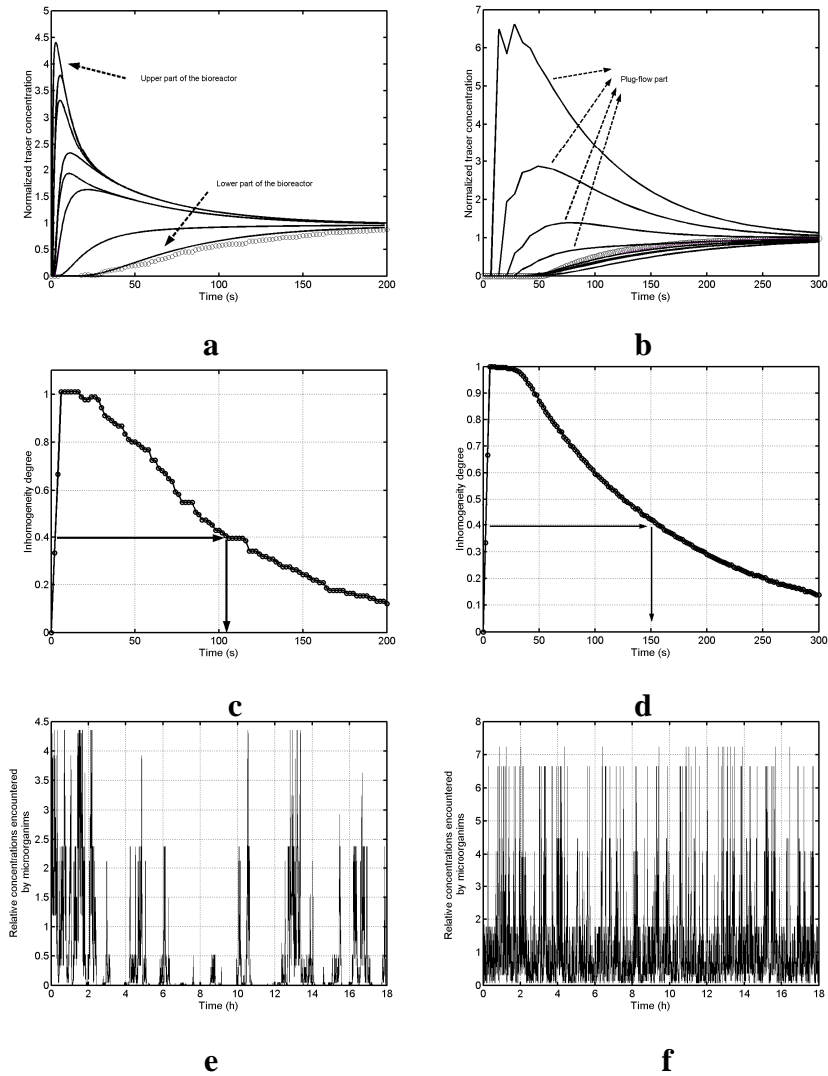 5
4.5
4
3.5
3
2.5
2
1.5
1
0.5
0
Normalized tracer concentration
Upper part of the bioreactor
Lower part of the bioreactor
0 50 100 150 200
Time (s)
a
7
6
5
4
3
2
1
0
Normalized tracer concentration
Plug-flow part
0 50 100 150 200 250 300
Time (s)
b
1
0.8
0.6
0.4
0.2
0
Inhomogeneity degree
0 50 100 150 200
Time (s)
c
1
0.9
0.8
0.7
0.6
0.5
0.4
0.3
0.2
0.1
0
Inhomogeneity degree
0 50 100 150 200 250 300
Time (s)
d
4.5
4
3.5
3
2.5
2
1.5
1
0.5
0
Relative concentrations encountered
by microorganims
0 2 4 6 8 10 12 14 16 18
Time (h)
e
8
7
6
5
4
3
2
1
0
Relative concentrations encountered
by microorganims
0 2 4 6 8 10 12 14 16 18
Time (h)
f